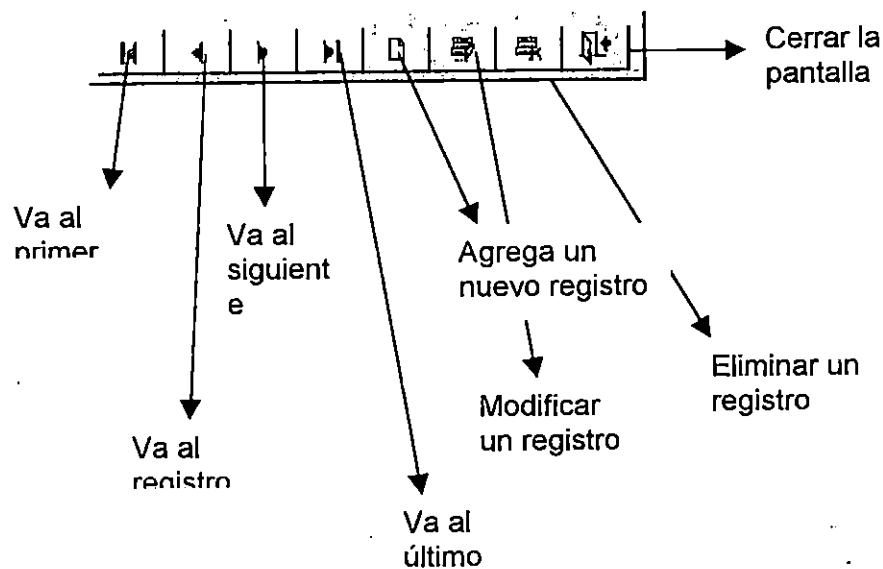 Cerrar la
pantalla
Va al
primer
Va al
siguient
e
Agrega un
nuevo registro
Eliminar un
registro
Modificar
un registro
Va al
registro
Va al
último